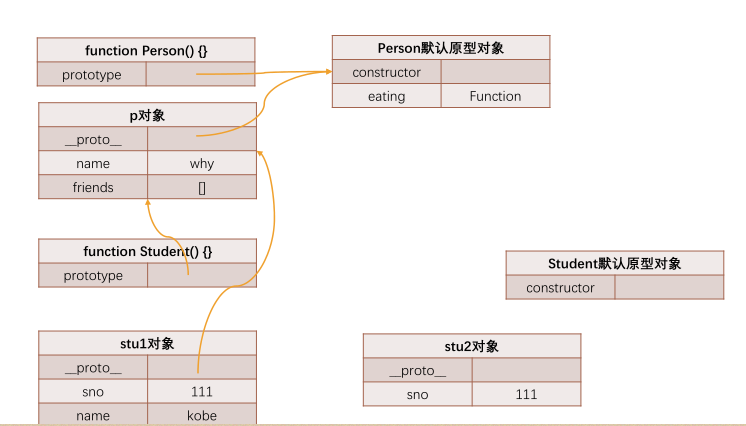 function Person() {}
prototype
Person默认原型对象
constructor
eating Function
p对象
__proto__
name why
friends []
function Student() {}
prototype
Student默认原型对象
constructor
stu1对象
__proto__
sno 111
name kobe
stu2对象
__proto__
sno 111